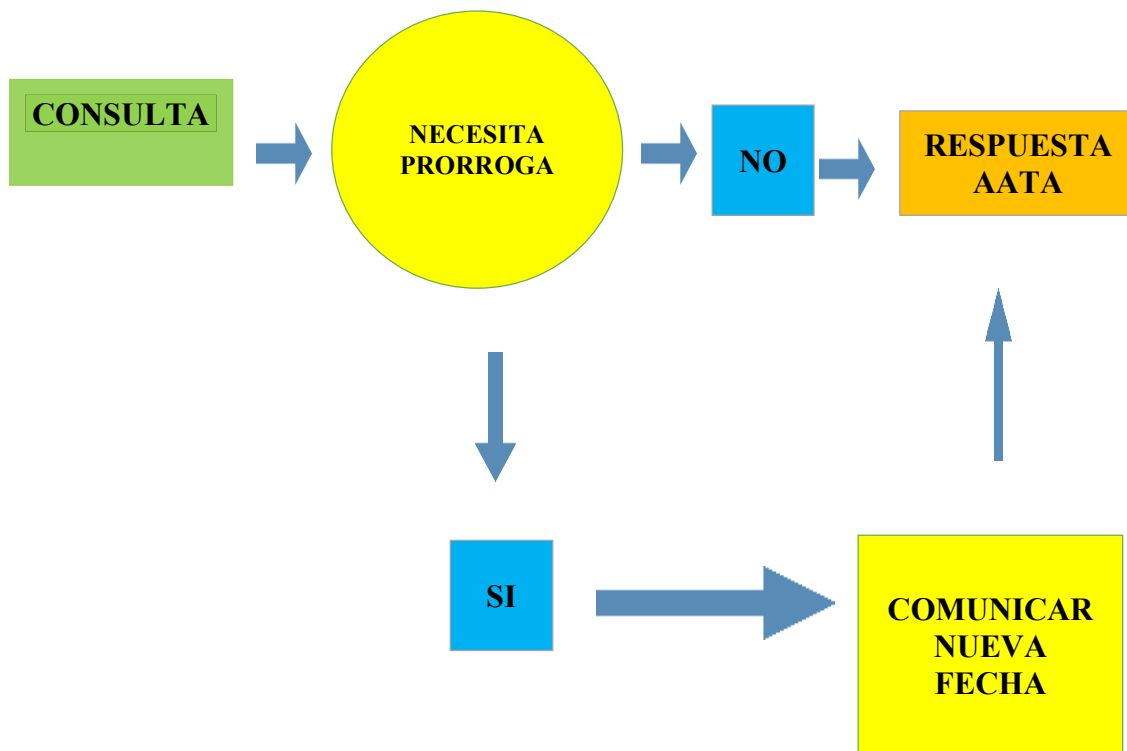 CONSULTA
NECESITA
PRORROGA
NO
RESPUESTA
AATA
SI
COMUNICAR
NUEVA
FECHA